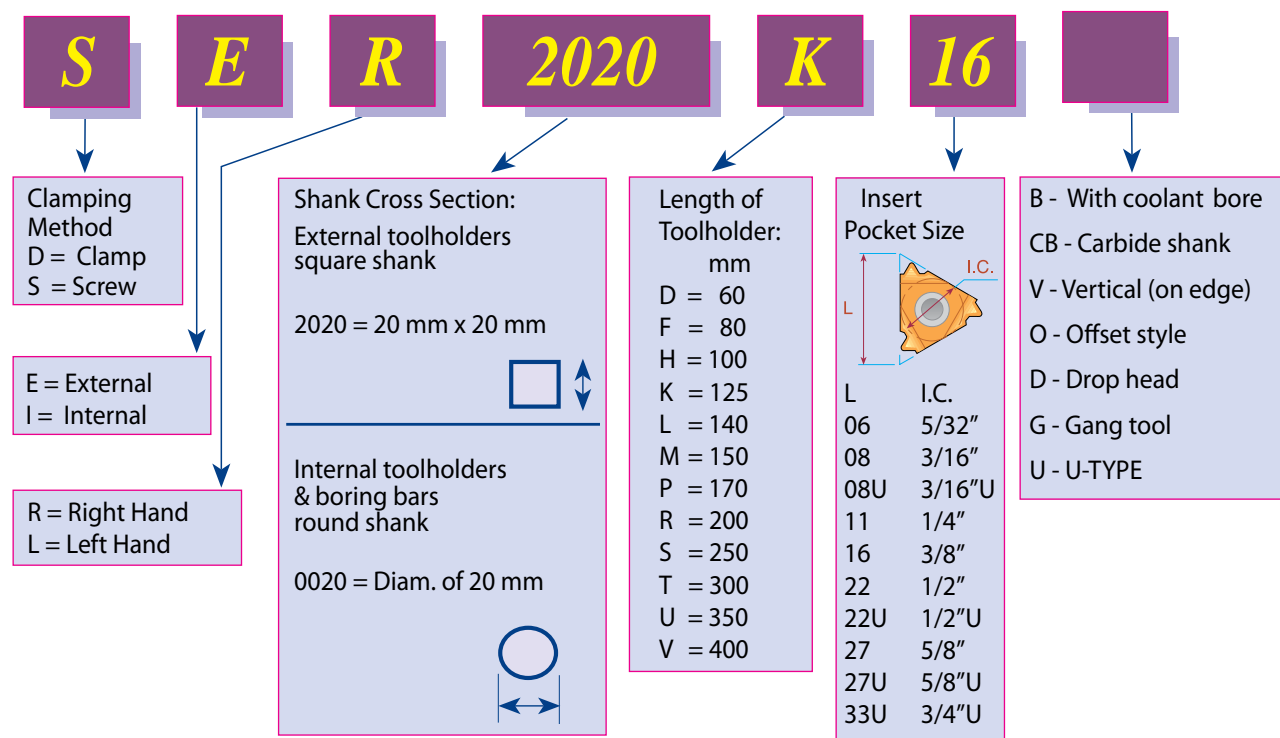 S E R 2020 K 16
Clamping
Method
D = Clamp
S = Screw
E = External
I = Internal
R = Right Hand
L = Left Hand
Shank Cross Section:
External toolholders
square shank
2020 = 20 mm x 20 mm
Internal toolholders
& boring bars
round shank
0020 = Diam. of 20 mm
Length of
Toolholder:
mm
D = 60
F = 80
H = 100
K = 125
L = 140
M = 150
P = 170
R = 200
S = 250
T = 300
U = 350
V = 400
Insert
Pocket Size
I.C.
L
L I.C.
06 5/32”
08 3/16”
08U 3/16”U
11 1/4”
16 3/8”
22 1/2”
22U 1/2”U
27 5/8”
27U 5/8”U
33U 3/4”U
B - With coolant bore
CB - Carbide shank
V - Vertical (on edge)
O - Offset style
D - Drop head
G - Gang tool
U - U-TYPE